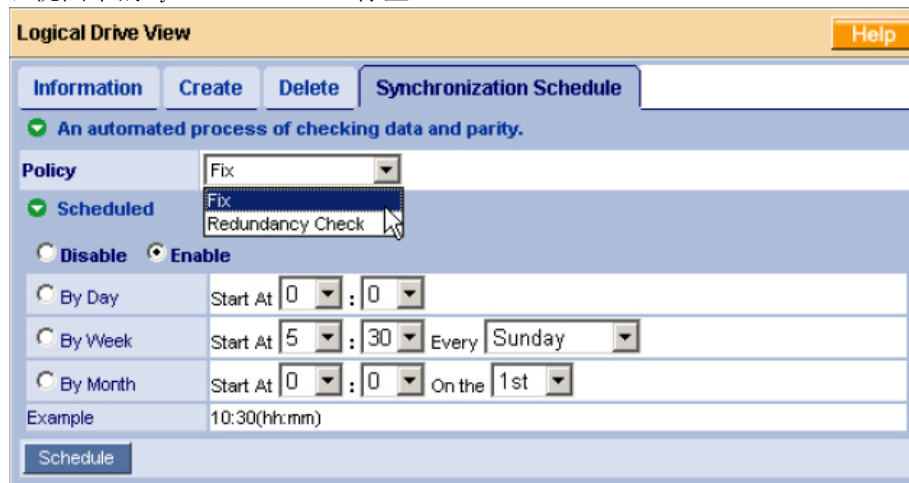 Logical Drive View Help
Information Create Delete Synchronization Schedule
An automated process of checking data and parity.
Policy Fix
Fix
Scheduled
Redundancy Check
Disable Enable
By Day Start At 0 : 0
By Week Start At 5 : 30 Every Sunday
By Month Start At 0 : 0 On the 1st
Example 10:30(hh:mm)
Schedule